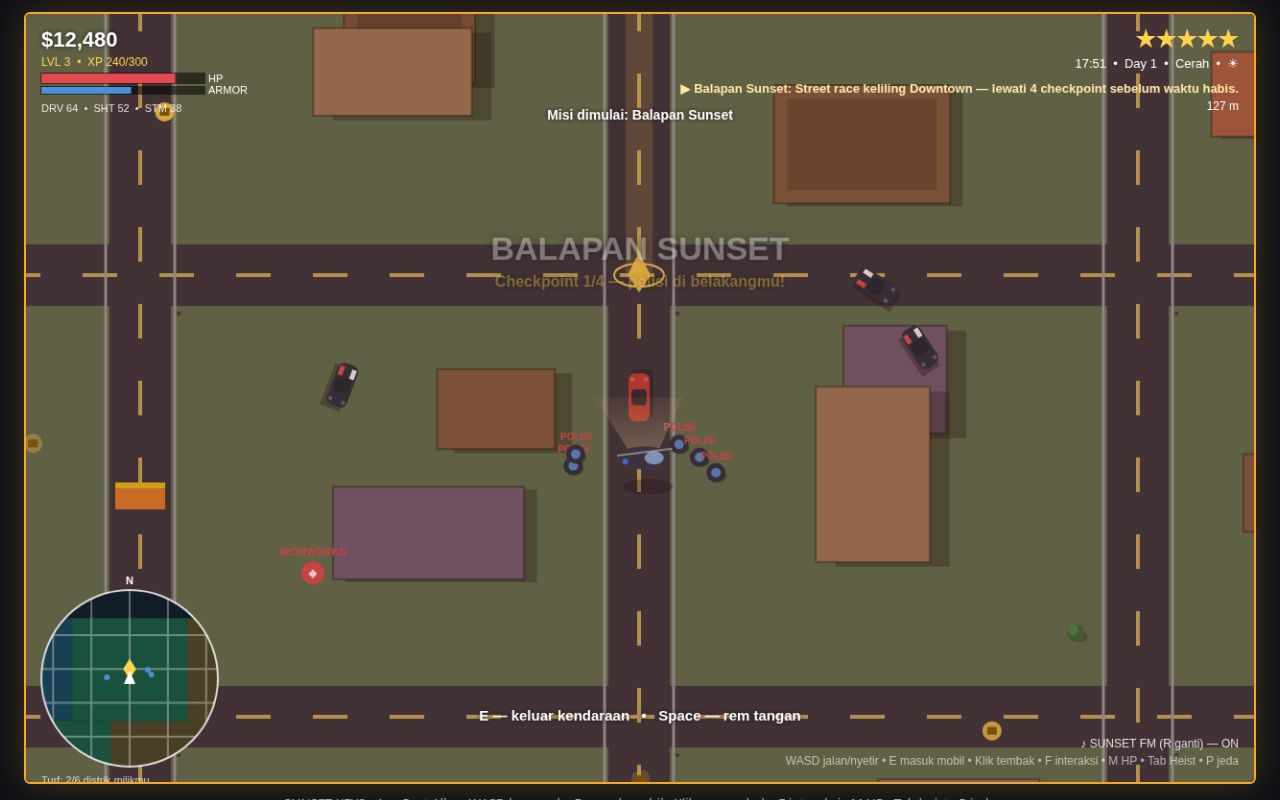 $12,480
LVL 3 • XP 240/300
HP
ARMOR
DRV 64 • SHT 52 • STM 38
★★★★★
17:51 • Day 1 • Cerah • ☀
▶ Balapan Sunset: Street race keliling Downtown — lewati 4 checkpoint sebelum waktu habis.
127 m
Misi dimulai: Balapan Sunset
BALAPAN SUNSET
Checkpoint 1/4 — polisi di belakangmu!
POLISI
POLISI
POLISI
POLISI
POLISI
IRONWORKS
N
E — keluar kendaraan • Space — rem tangan
♪ SUNSET FM (R ganti) — ON
WASD jalan/nyetir • E masuk mobil • Klik tembak • F interaksi • M HP • Tab Heist • P jeda
Turf: 2/6 distrik milikmu